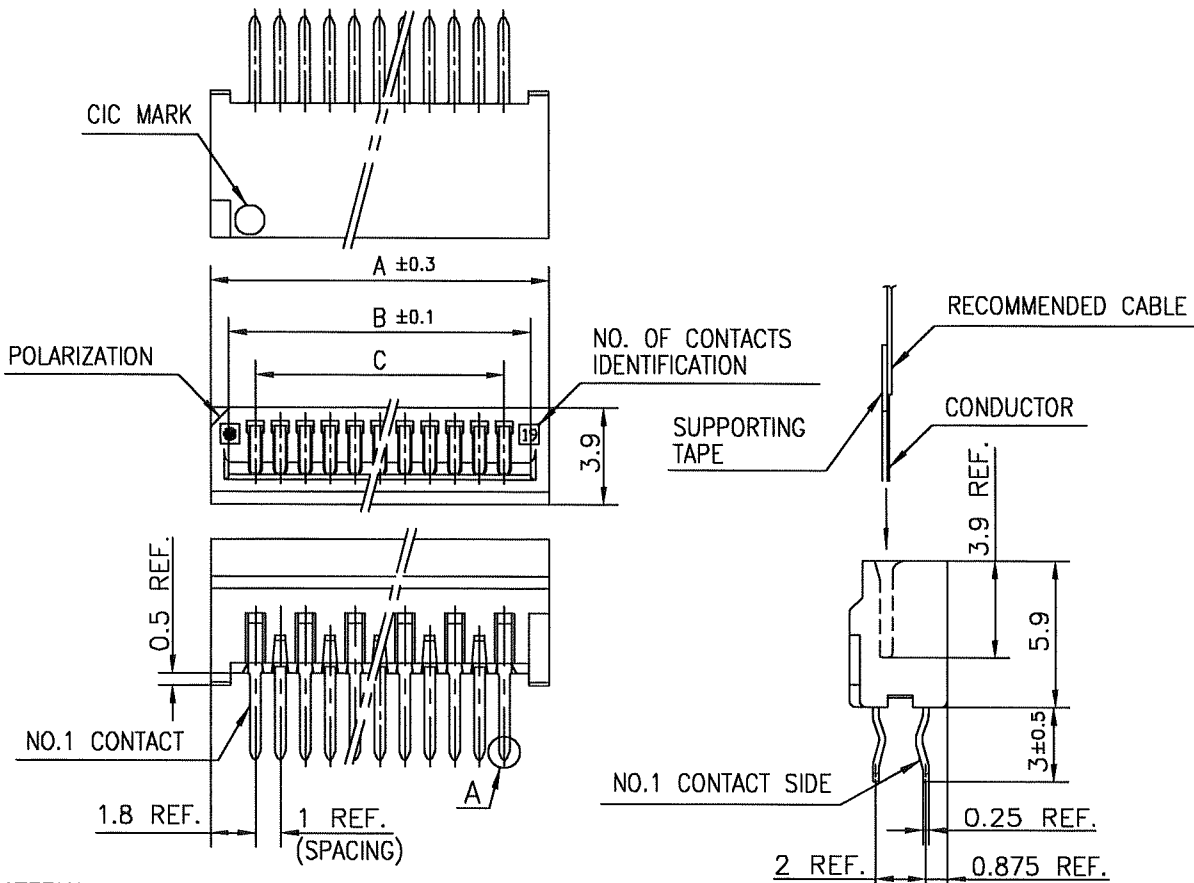 CIC MARK
A ±0.3
B ±0.1
C
POLARIZATION
NO. OF CONTACTS
IDENTIFICATION
19
3.9
0.5 REF.
NO.1 CONTACT
A
1.8 REF.
1 REF.
(SPACING)
RECOMMENDED CABLE
SUPPORTING
TAPE
CONDUCTOR
3.9 REF.
5.9
3±0.5
NO.1 CONTACT SIDE
0.25 REF.
2 REF.
0.875 REF.